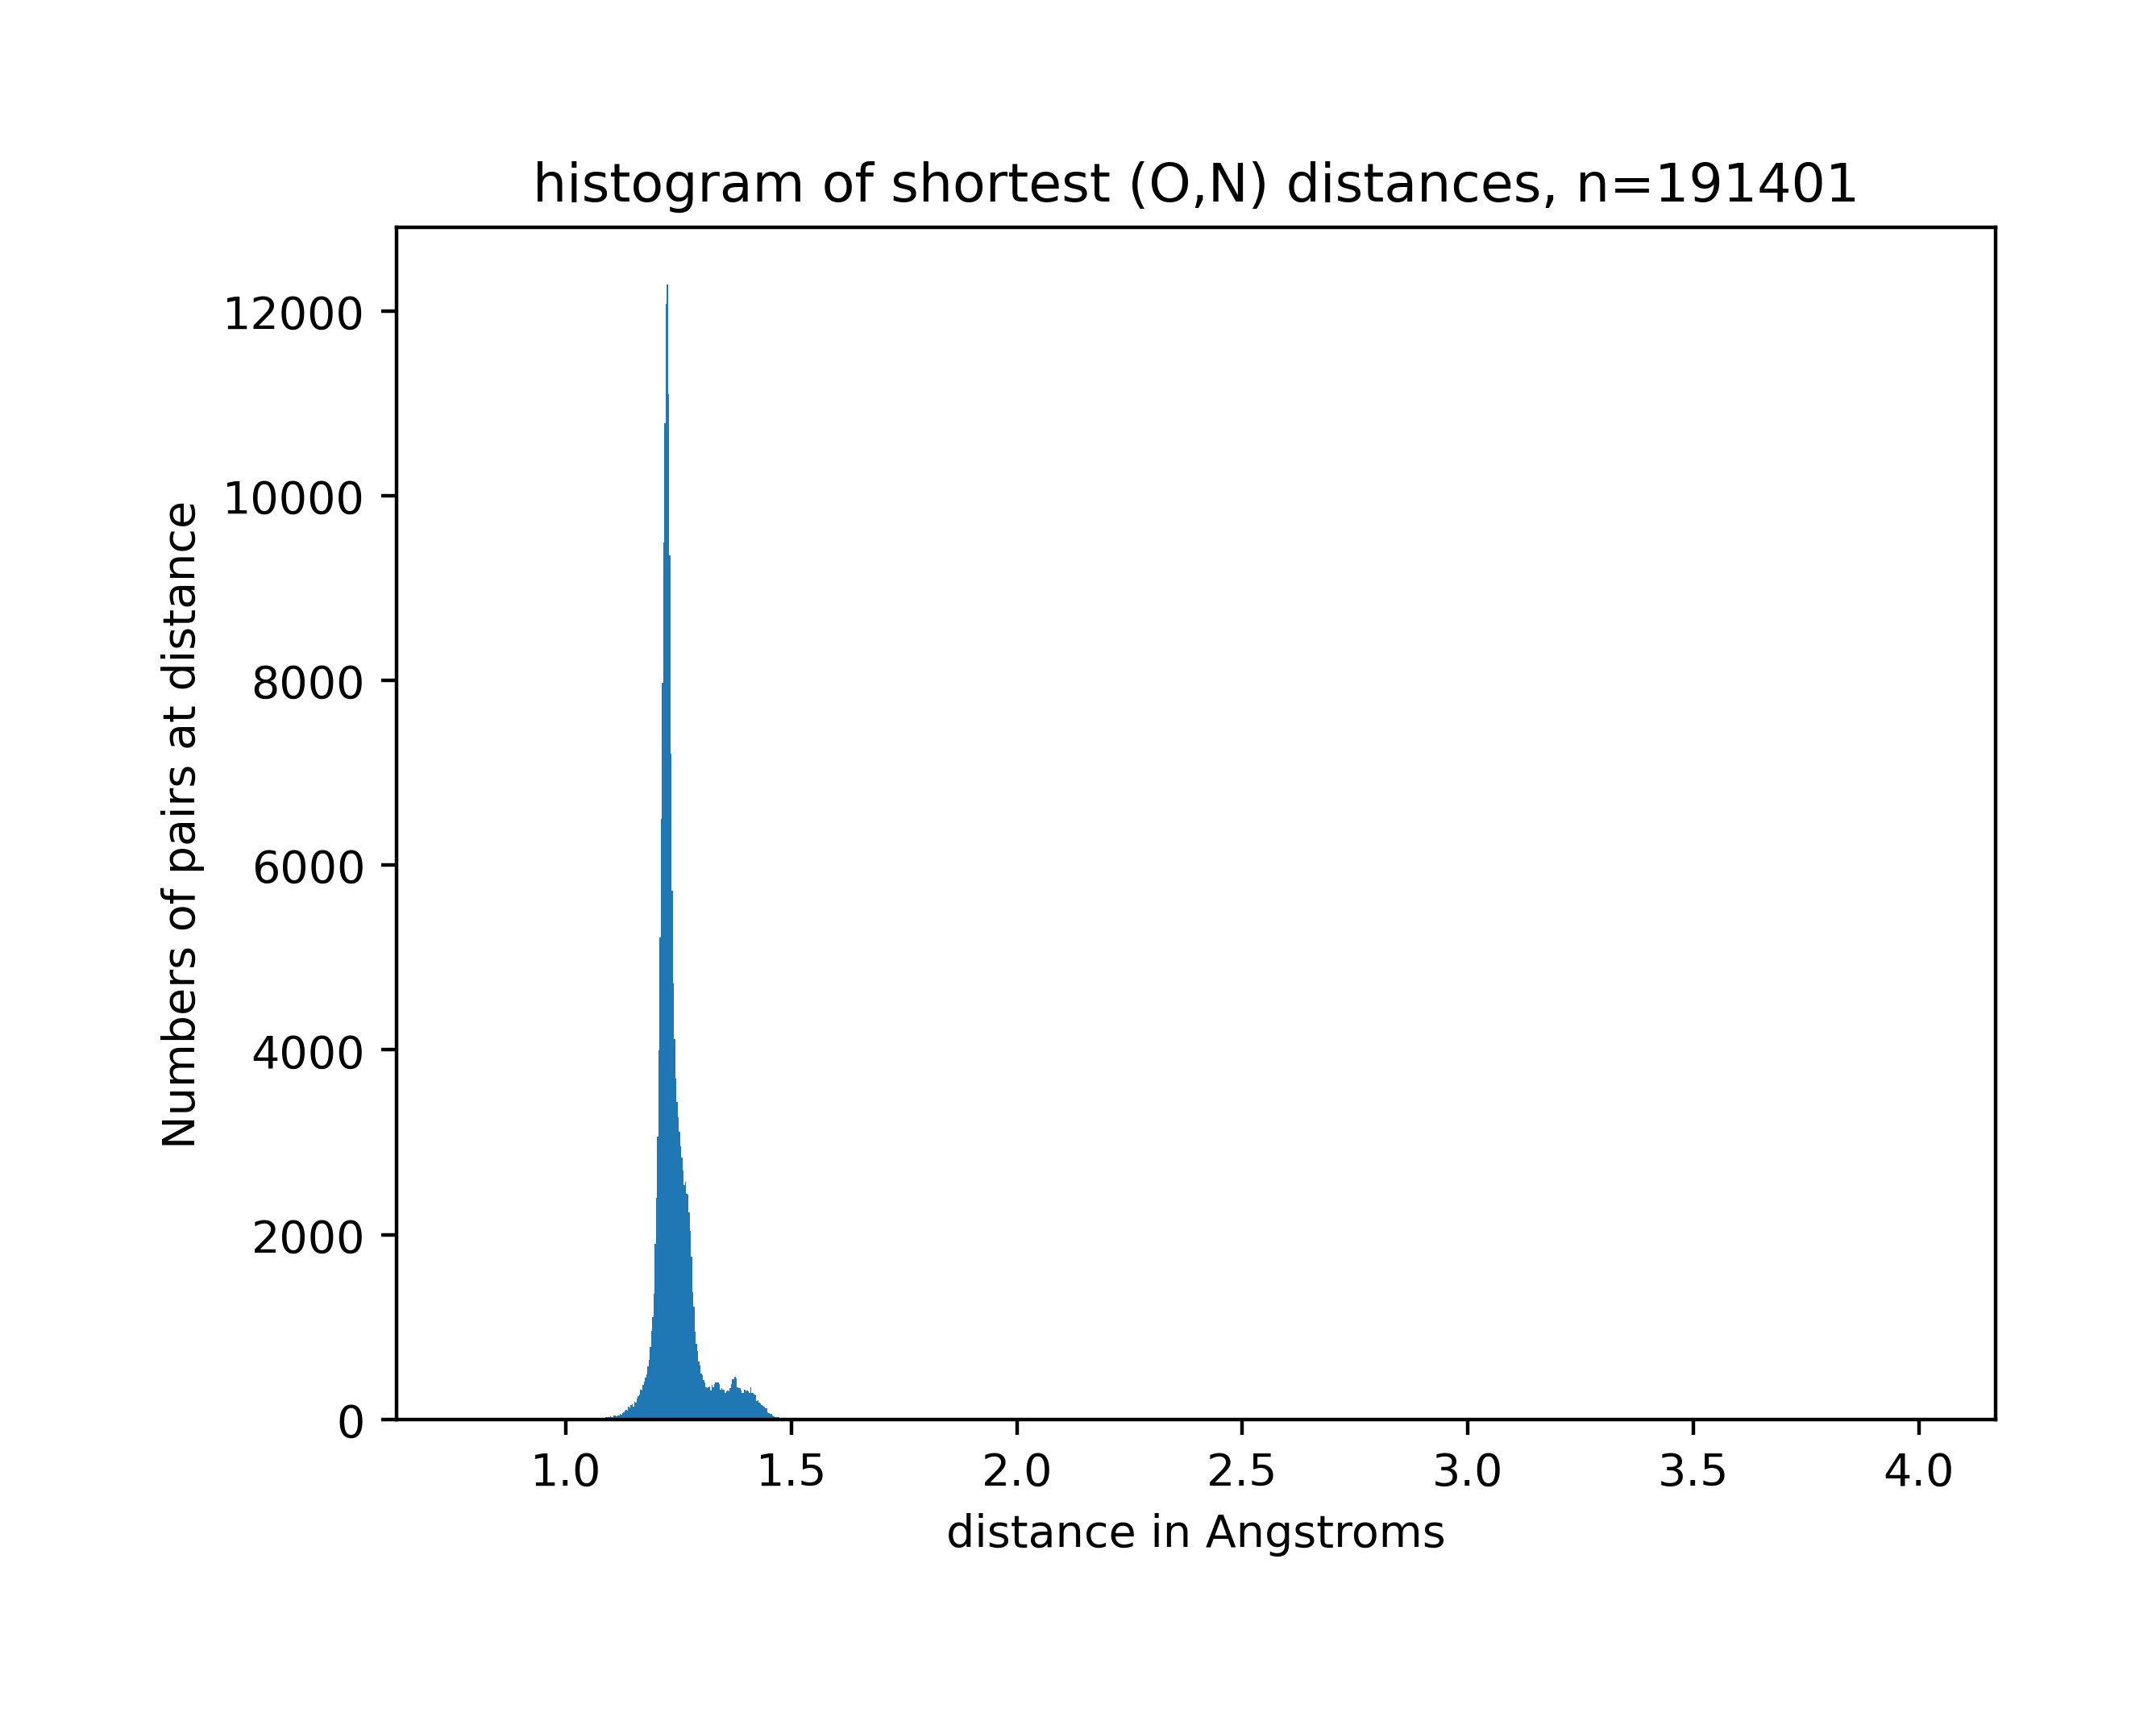 histogram of shortest (O,N) distances, n=191401
Numbers of pairs at distance
12000
10000
8000
6000
4000
2000
0
1.0 1.5 2.0 2.5 3.0 3.5 4.0
distance in Angstroms